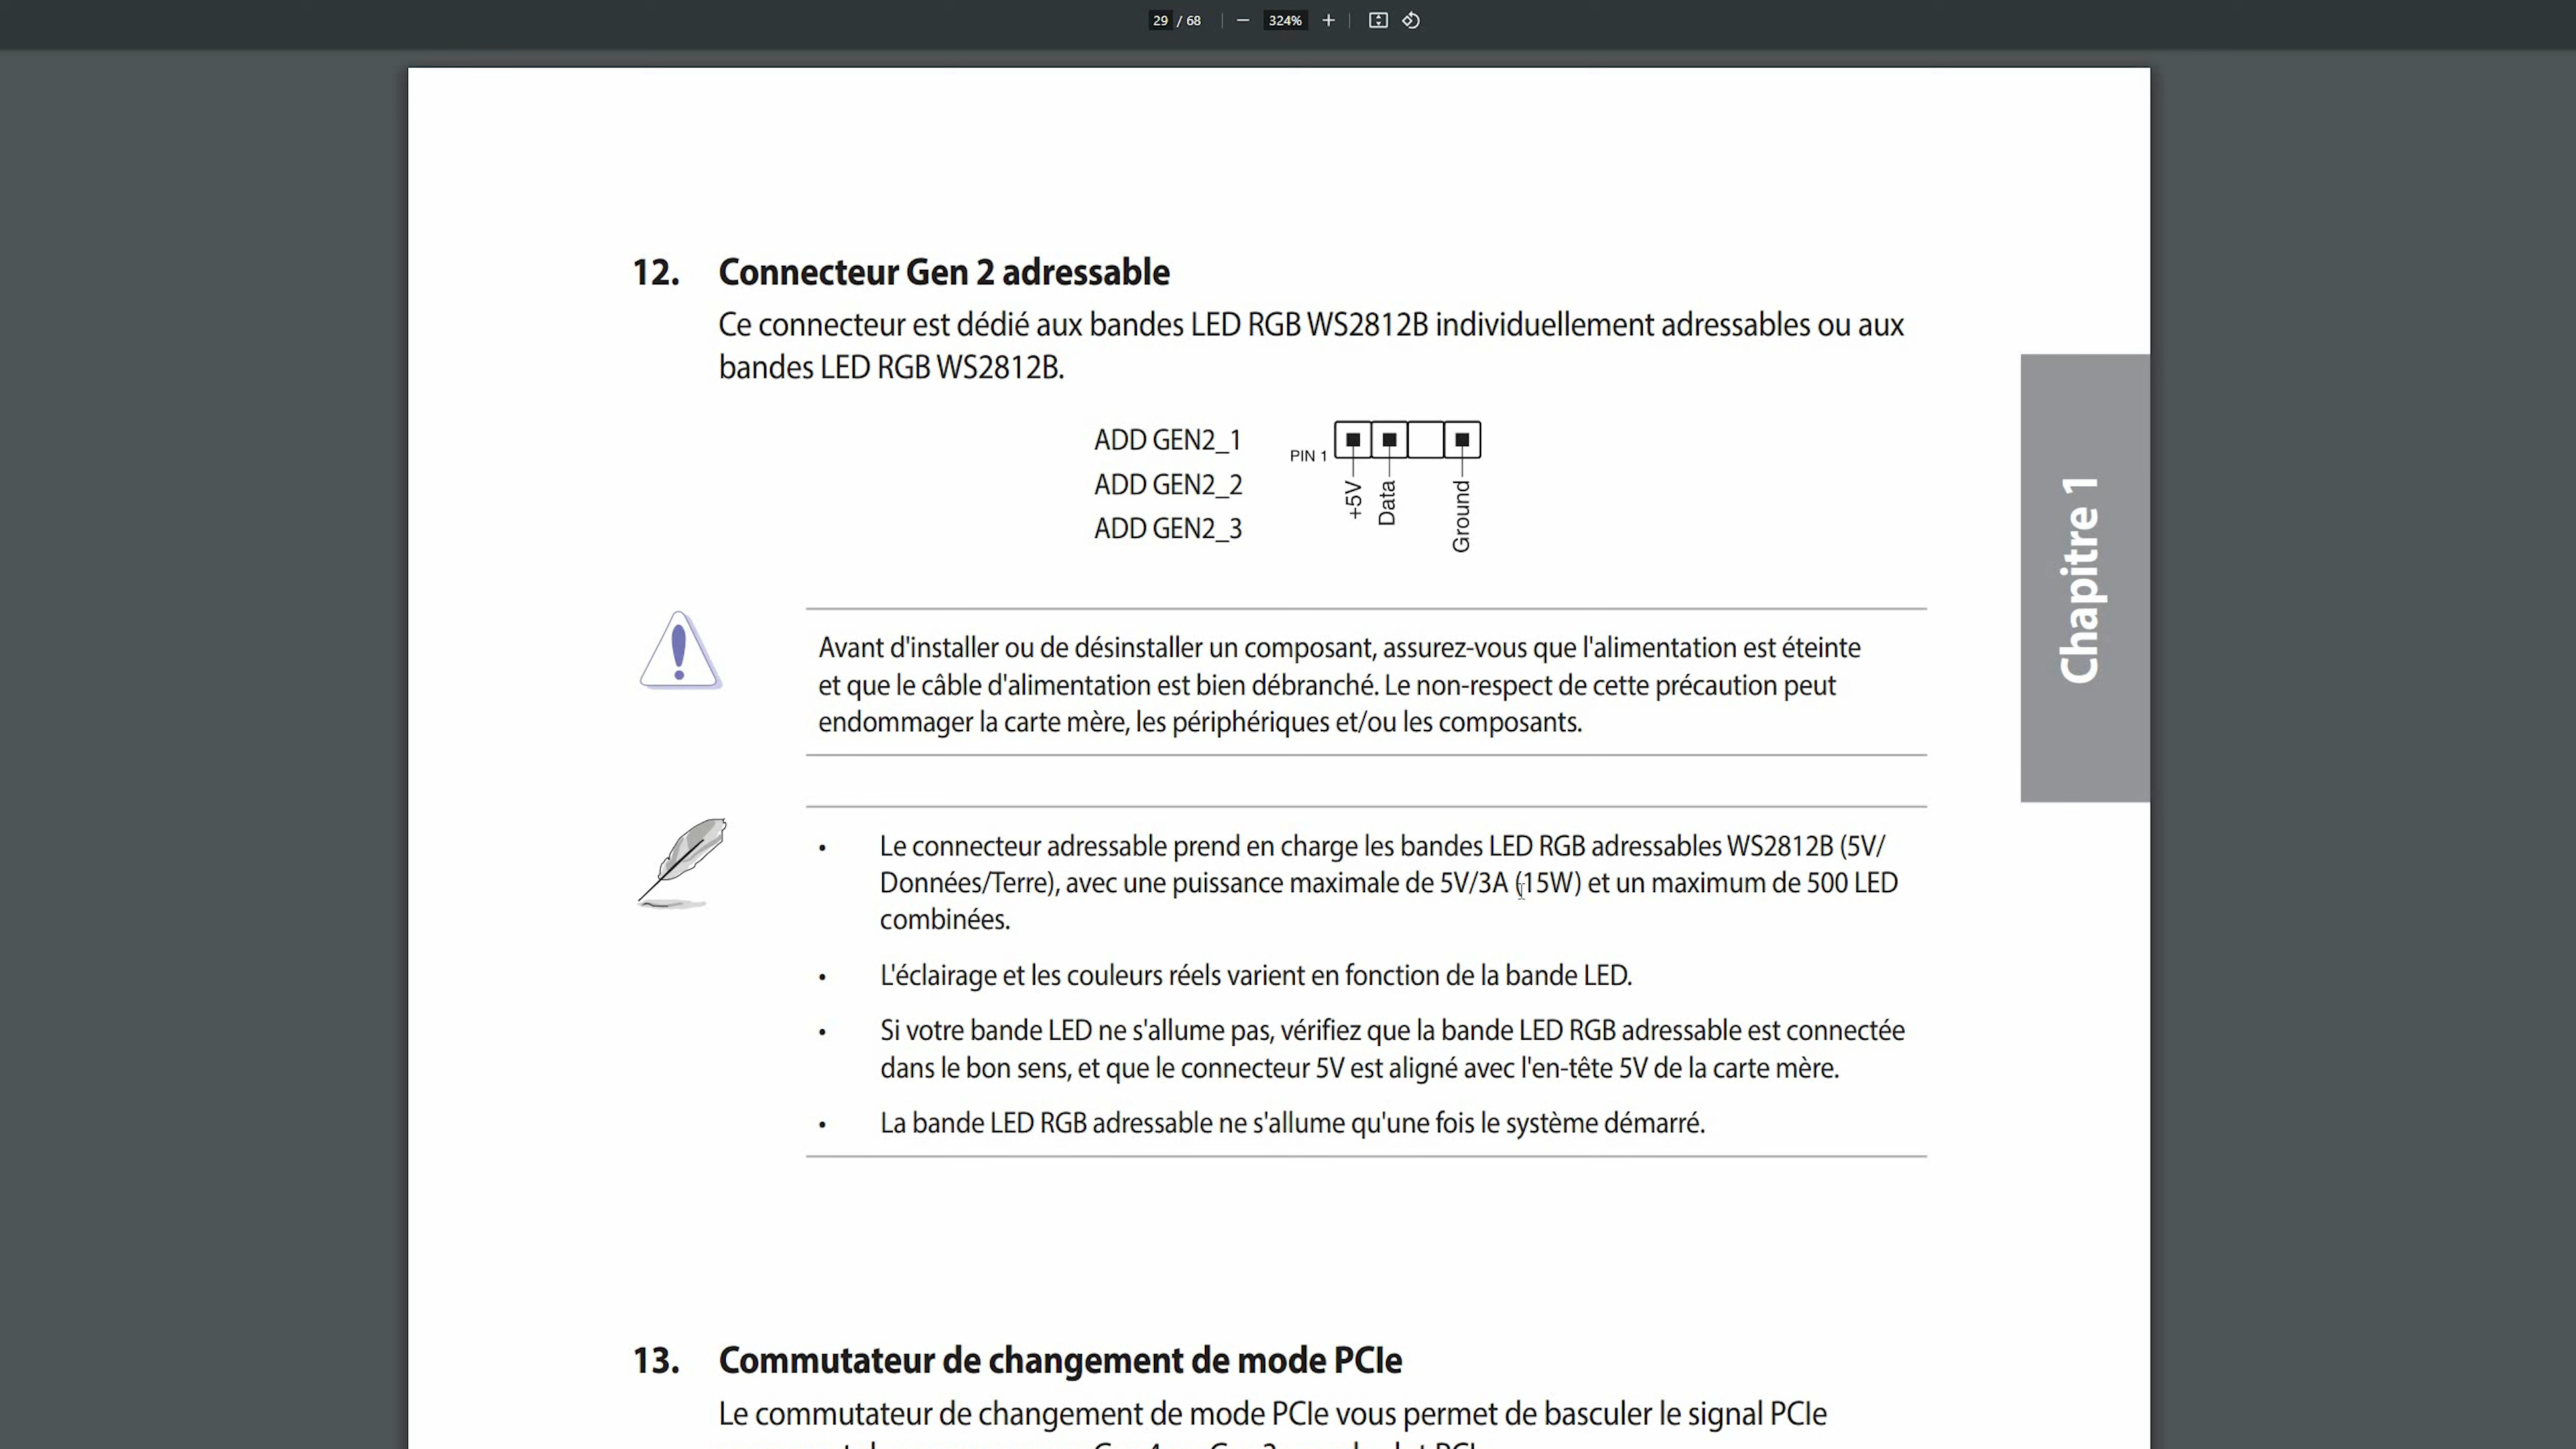 29 / 68 324%
12. Connecteur Gen 2 adressable
Ce connecteur est dédié aux bandes LED RGB WS2812B individuellement adressables ou aux
bandes LED RGB WS2812B.
ADD GEN2_1
ADD GEN2_2
ADD GEN2_3
PIN 1
+5V
Data
Ground
Chapitre 1
Avant d'installer ou de désinstaller un composant, assurez-vous que l'alimentation est éteinte
et que le câble d'alimentation est bien débranché. Le non-respect de cette précaution peut
endommager la carte mère, les périphériques et/ou les composants.
• Le connecteur adressable prend en charge les bandes LED RGB adressables WS2812B (5V/
Données/Terre), avec une puissance maximale de 5V/3A (15W) et un maximum de 500 LED
combinées.
• L'éclairage et les couleurs réels varient en fonction de la bande LED.
• Si votre bande LED ne s'allume pas, vérifiez que la bande LED RGB adressable est connectée
dans le bon sens, et que le connecteur 5V est aligné avec l'en-tête 5V de la carte mère.
• La bande LED RGB adressable ne s'allume qu'une fois le système démarré.
13. Commutateur de changement de mode PCIe
Le commutateur de changement de mode PCIe vous permet de basculer le signal PCIe